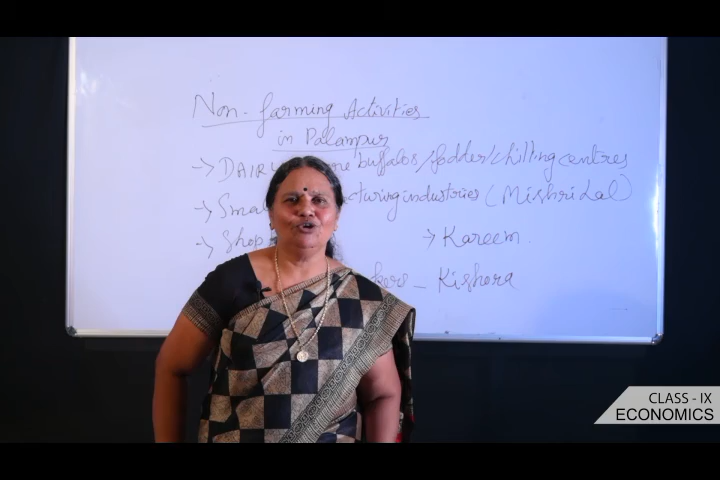 Non-farming Activities
in Palampur
-> DAIRY buffalos/fodder/chilling centres
-> Small turing industries (Mishrilal)
-> Shop -> Kareem
kers - Kishora
CLASS - IX
ECONOMICS